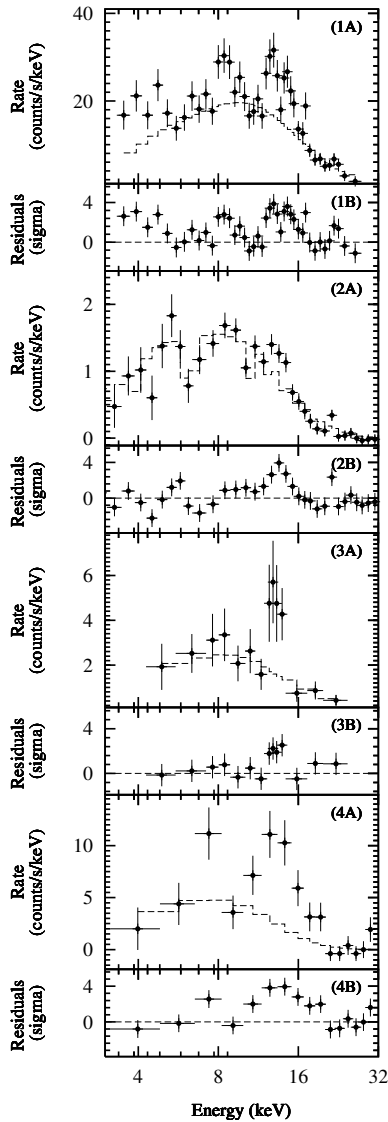 40
20
Rate
(counts/s/keV)
(1A)
4
0
Residuals
(sigma)
(1B)
2
1
0
Rate
(counts/s/keV)
(2A)
4
0
Residuals
(sigma)
(2B)
6
4
2
Rate
(counts/s/keV)
(3A)
4
0
Residuals
(sigma)
(3B)
10
5
0
Rate
(counts/s/keV)
(4A)
4
0
Residuals
(sigma)
(4B)
4 8 16 32
Energy (keV)